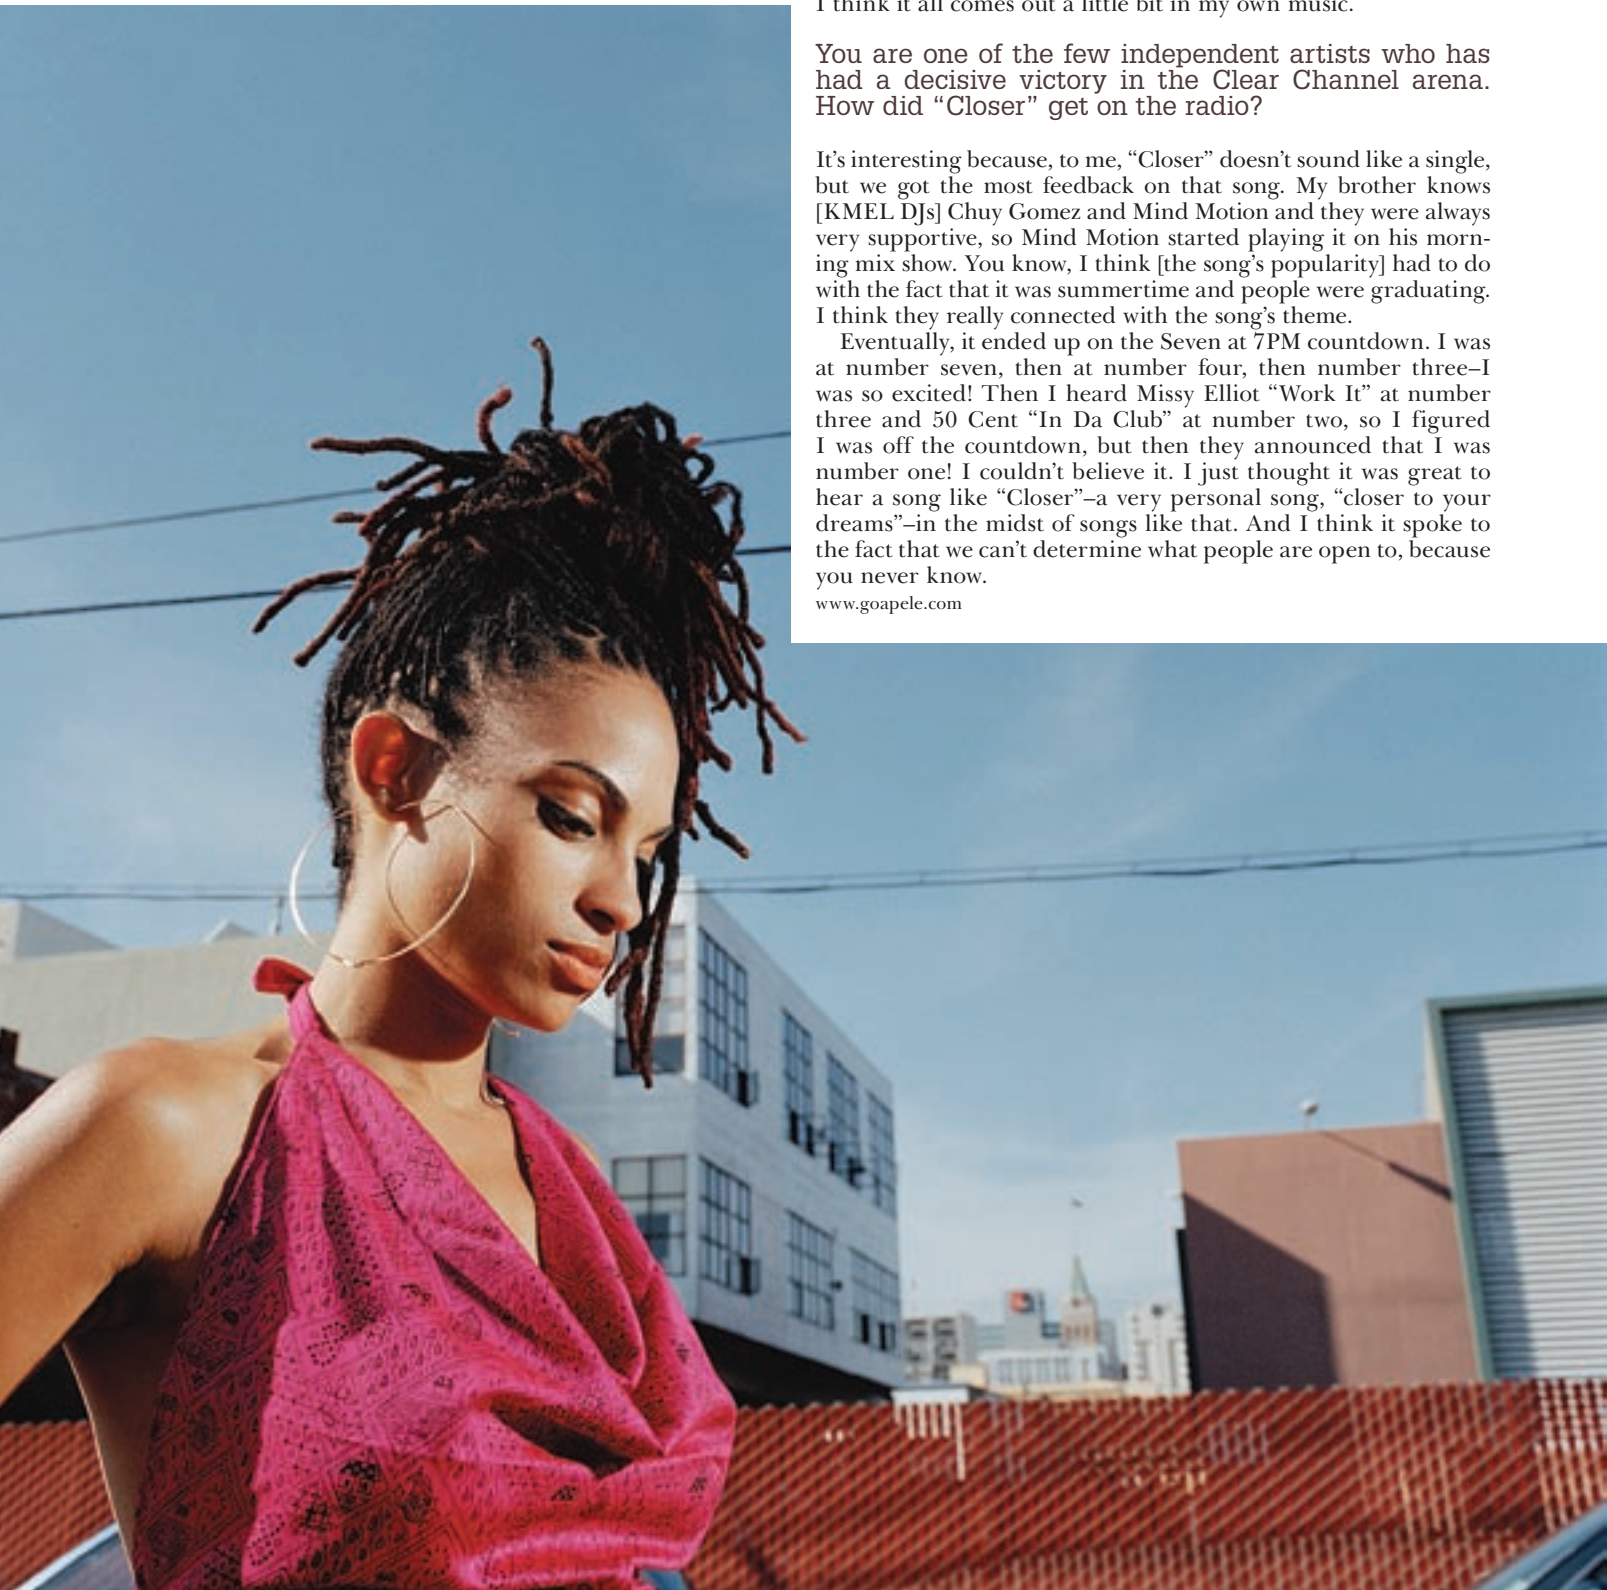 I think it all comes out a little bit in my own music.
You are one of the few independent artists who has
had a decisive victory in the Clear Channel arena.
How did “Closer” get on the radio?
It’s interesting because, to me, “Closer” doesn’t sound like a single,
but we got the most feedback on that song. My brother knows
[KMEL DJs] Chuy Gomez and Mind Motion and they were always
very supportive, so Mind Motion started playing it on his morn-
ing mix show. You know, I think [the song’s popularity] had to do
with the fact that it was summertime and people were graduating.
I think they really connected with the song’s theme.
Eventually, it ended up on the Seven at 7PM countdown. I was
at number seven, then at number four, then number three–I
was so excited! Then I heard Missy Elliot “Work It” at number
three and 50 Cent “In Da Club” at number two, so I figured
I was off the countdown, but then they announced that I was
number one! I couldn’t believe it. I just thought it was great to
hear a song like “Closer”–a very personal song, “closer to your
dreams”–in the midst of songs like that. And I think it spoke to
the fact that we can’t determine what people are open to, because
you never know.
www.goapele.com